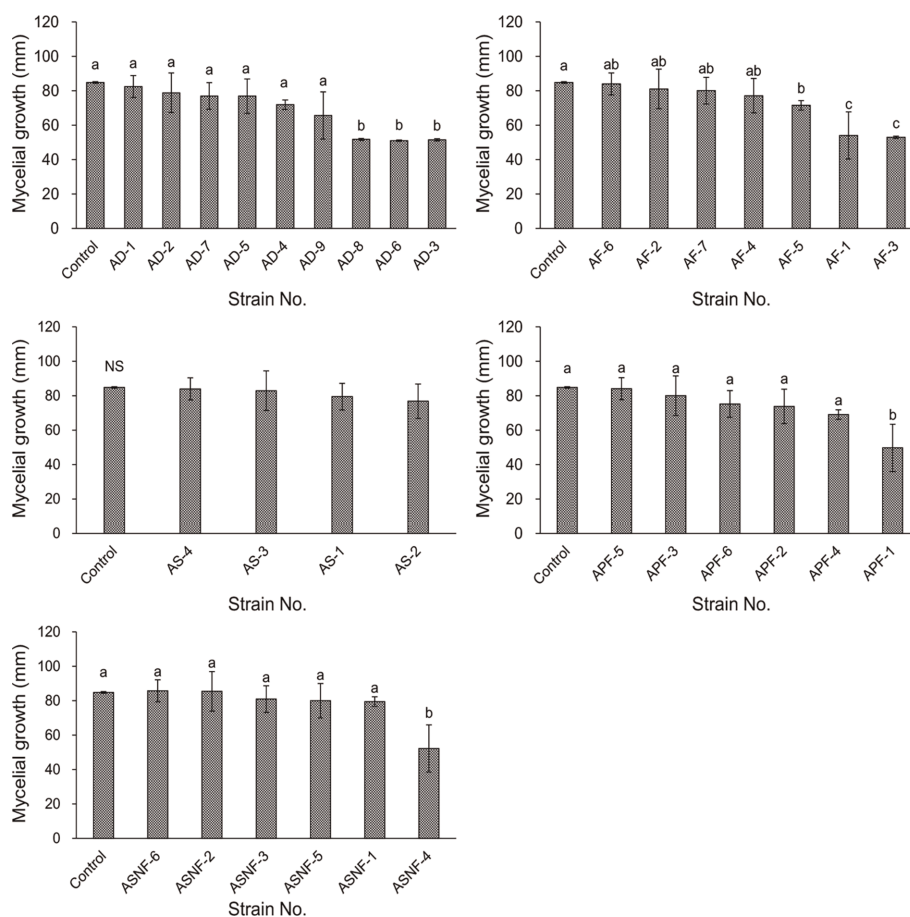 120
100
80
60
40
20
0
Mycelial growth (mm)
a a a a a a a b b b
Control AD-1 AD-2 AD-7 AD-5 AD-4 AD-9 AD-8 AD-6 AD-3
Strain No.
120
100
80
60
40
20
0
Mycelial growth (mm)
a ab ab ab ab b c c
Control AF-6 AF-2 AF-7 AF-4 AF-5 AF-1 AF-3
Strain No.
120
100
80
60
40
20
0
Mycelial growth (mm)
NS
Control AS-4 AS-3 AS-1 AS-2
Strain No.
120
100
80
60
40
20
0
Mycelial growth (mm)
a a a a a a b
Control APF-5 APF-3 APF-6 APF-2 APF-4 APF-1
Strain No.
120
100
80
60
40
20
0
Mycelial growth (mm)
a a a a a a b
Control ASNF-6 ASNF-2 ASNF-3 ASNF-5 ASNF-1 ASNF-4
Strain No.